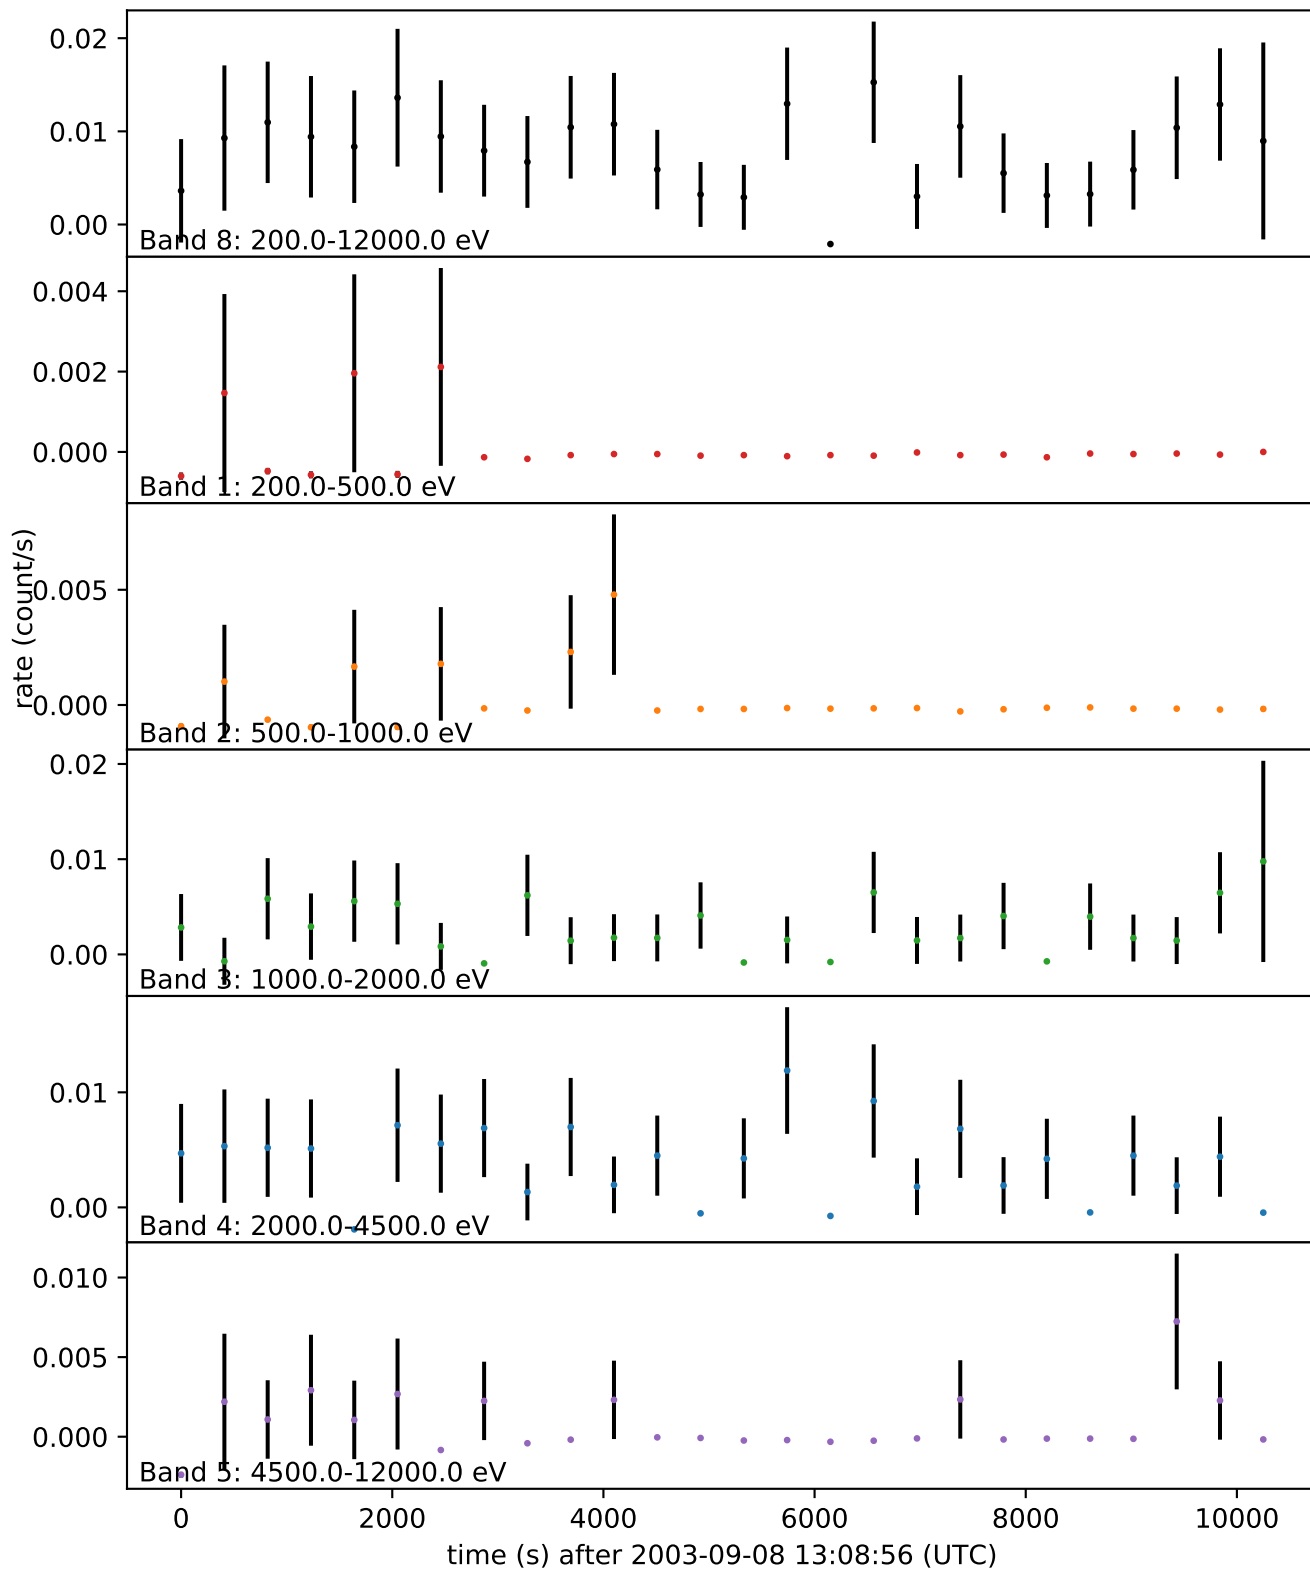 0.02
0.01
0.00
Band 8: 200.0-12000.0 eV
0.004
0.002
0.000
Band 1: 200.0-500.0 eV
rate (count/s)
0.005
0.000
Band 2: 500.0-1000.0 eV
0.02
0.01
0.00
Band 3: 1000.0-2000.0 eV
0.01
0.00
Band 4: 2000.0-4500.0 eV
0.010
0.005
0.000
Band 5: 4500.0-12000.0 eV
0 2000 4000 6000 8000 10000
time (s) after 2003-09-08 13:08:56 (UTC)